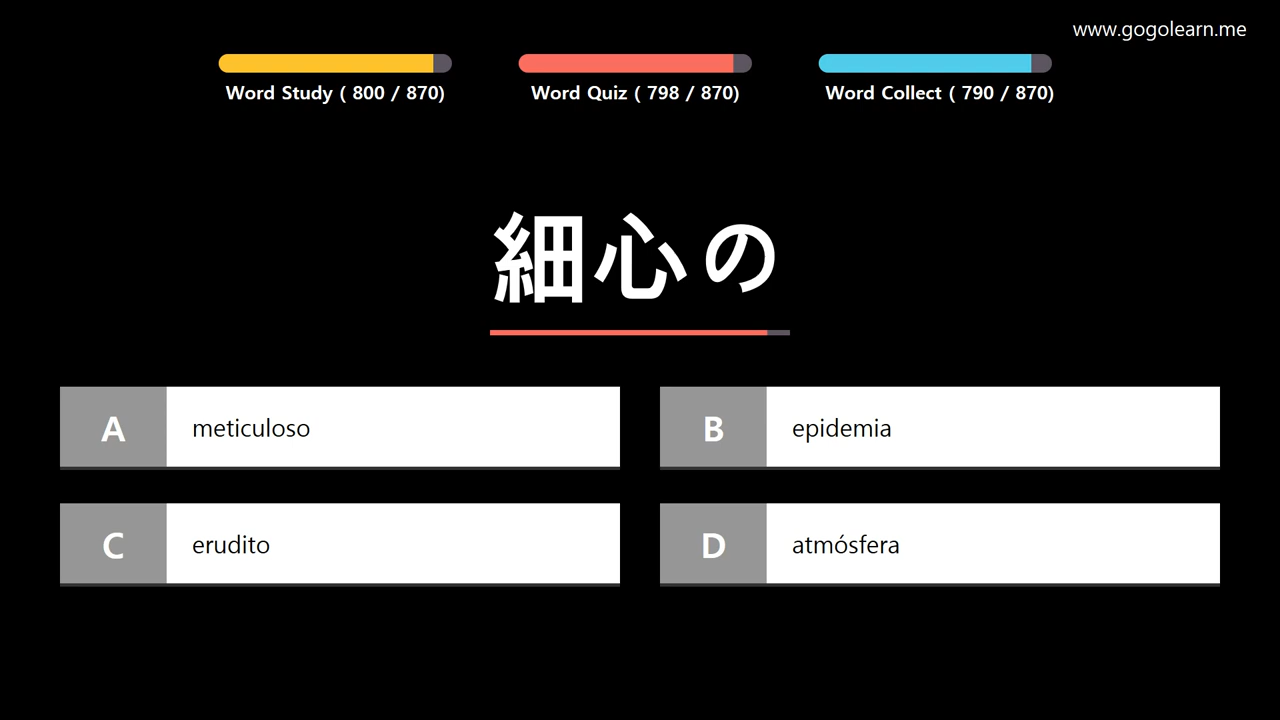 www.gogolearn.me
Word Study ( 800 / 870)
Word Quiz ( 798 / 870)
Word Collect ( 790 / 870)
細心の
A meticuloso
B epidemia
C erudito
D atmósfera